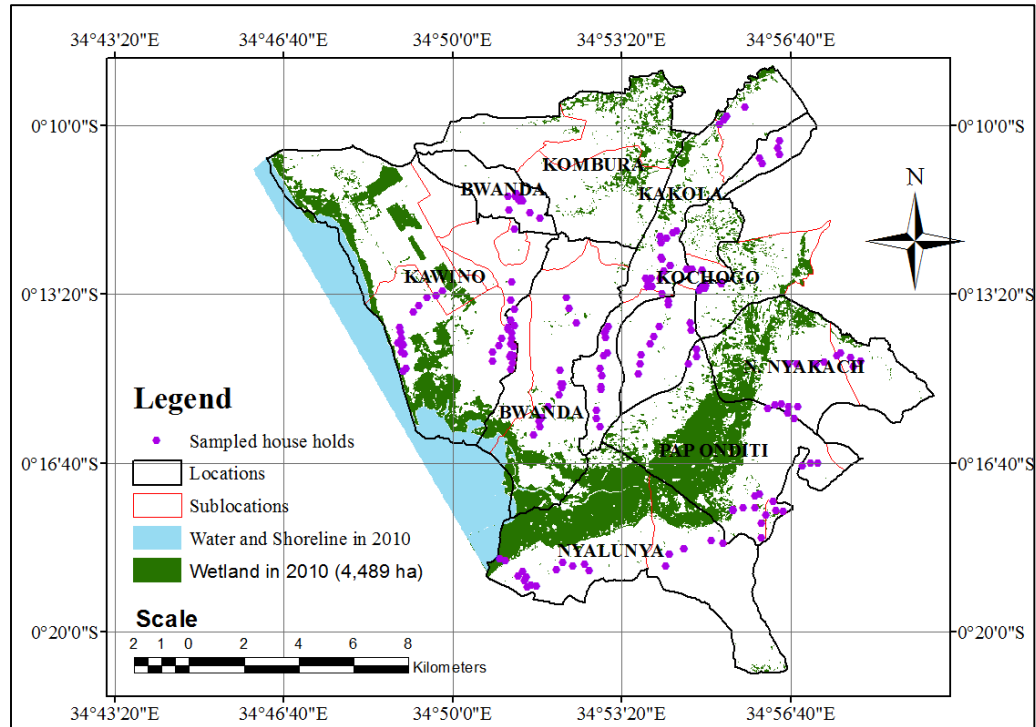 34°43'20"E 34°46'40"E 34°50'0"E 34°53'20"E 34°56'40"E
0°10'0"S 0°10'0"S
KOMBURA
BWANDA
KAKOLA
N
KAWINO
KOCHOGO
0°13'20"S 0°13'20"S
N. NYAKACH
Legend
BWANDA
Sampled house holds
PAP ONDITI
0°16'40"S 0°16'40"S
Locations
Sublocations
Water and Shoreline in 2010
NYALUNYA
Wetland in 2010 (4,489 ha)
Scale
0°20'0"S 0°20'0"S
2 1 0 2 4 6 8
Kilometers
34°43'20"E 34°46'40"E 34°50'0"E 34°53'20"E 34°56'40"E